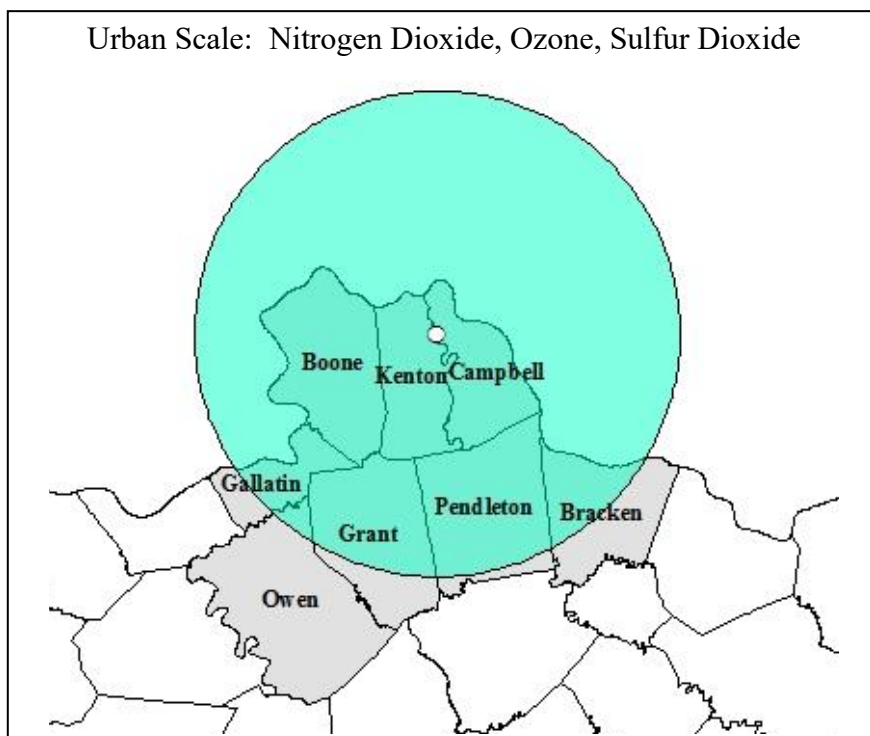 Urban Scale:  Nitrogen Dioxide, Ozone, Sulfur Dioxide
Boone
Kenton
Campbell
Gallatin
Pendleton
Bracken
Grant
Owen